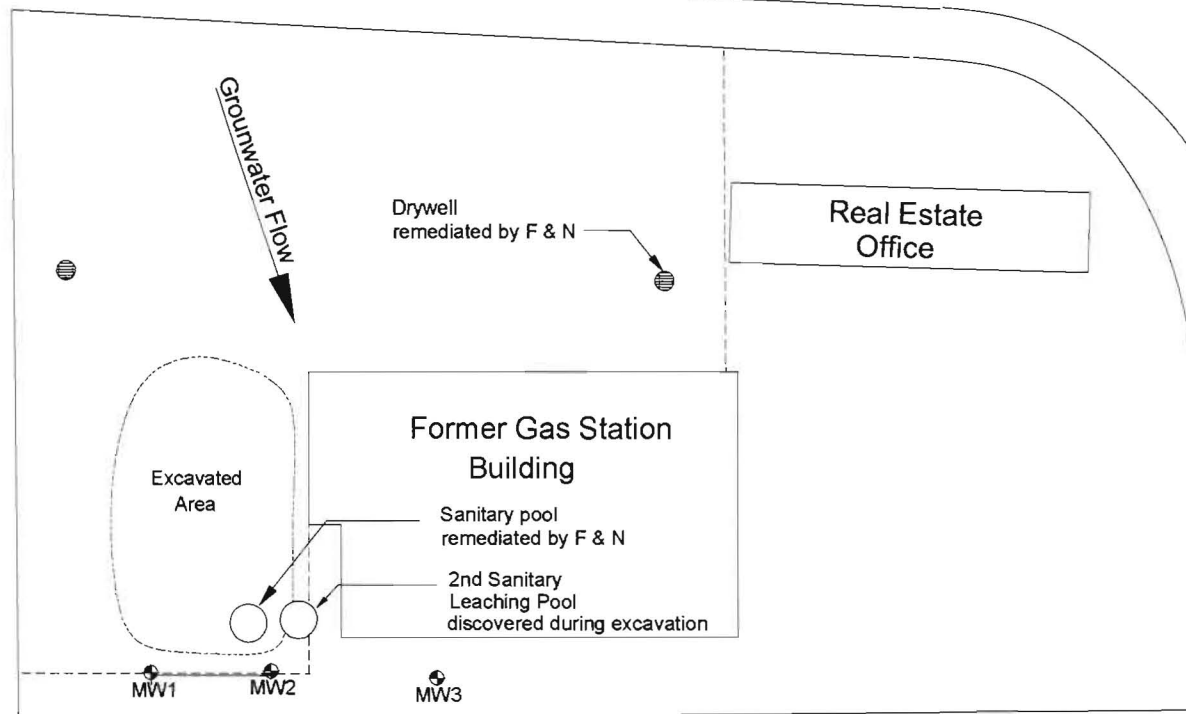 Grounwater Flow
Drywell
remediated by F & N
Real Estate
Office
Former Gas Station
Building
Excavated
Area
Sanitary pool
remediated by F & N
2nd Sanitary
Leaching Pool
discovered during excavation
MW1
MW2
MW3